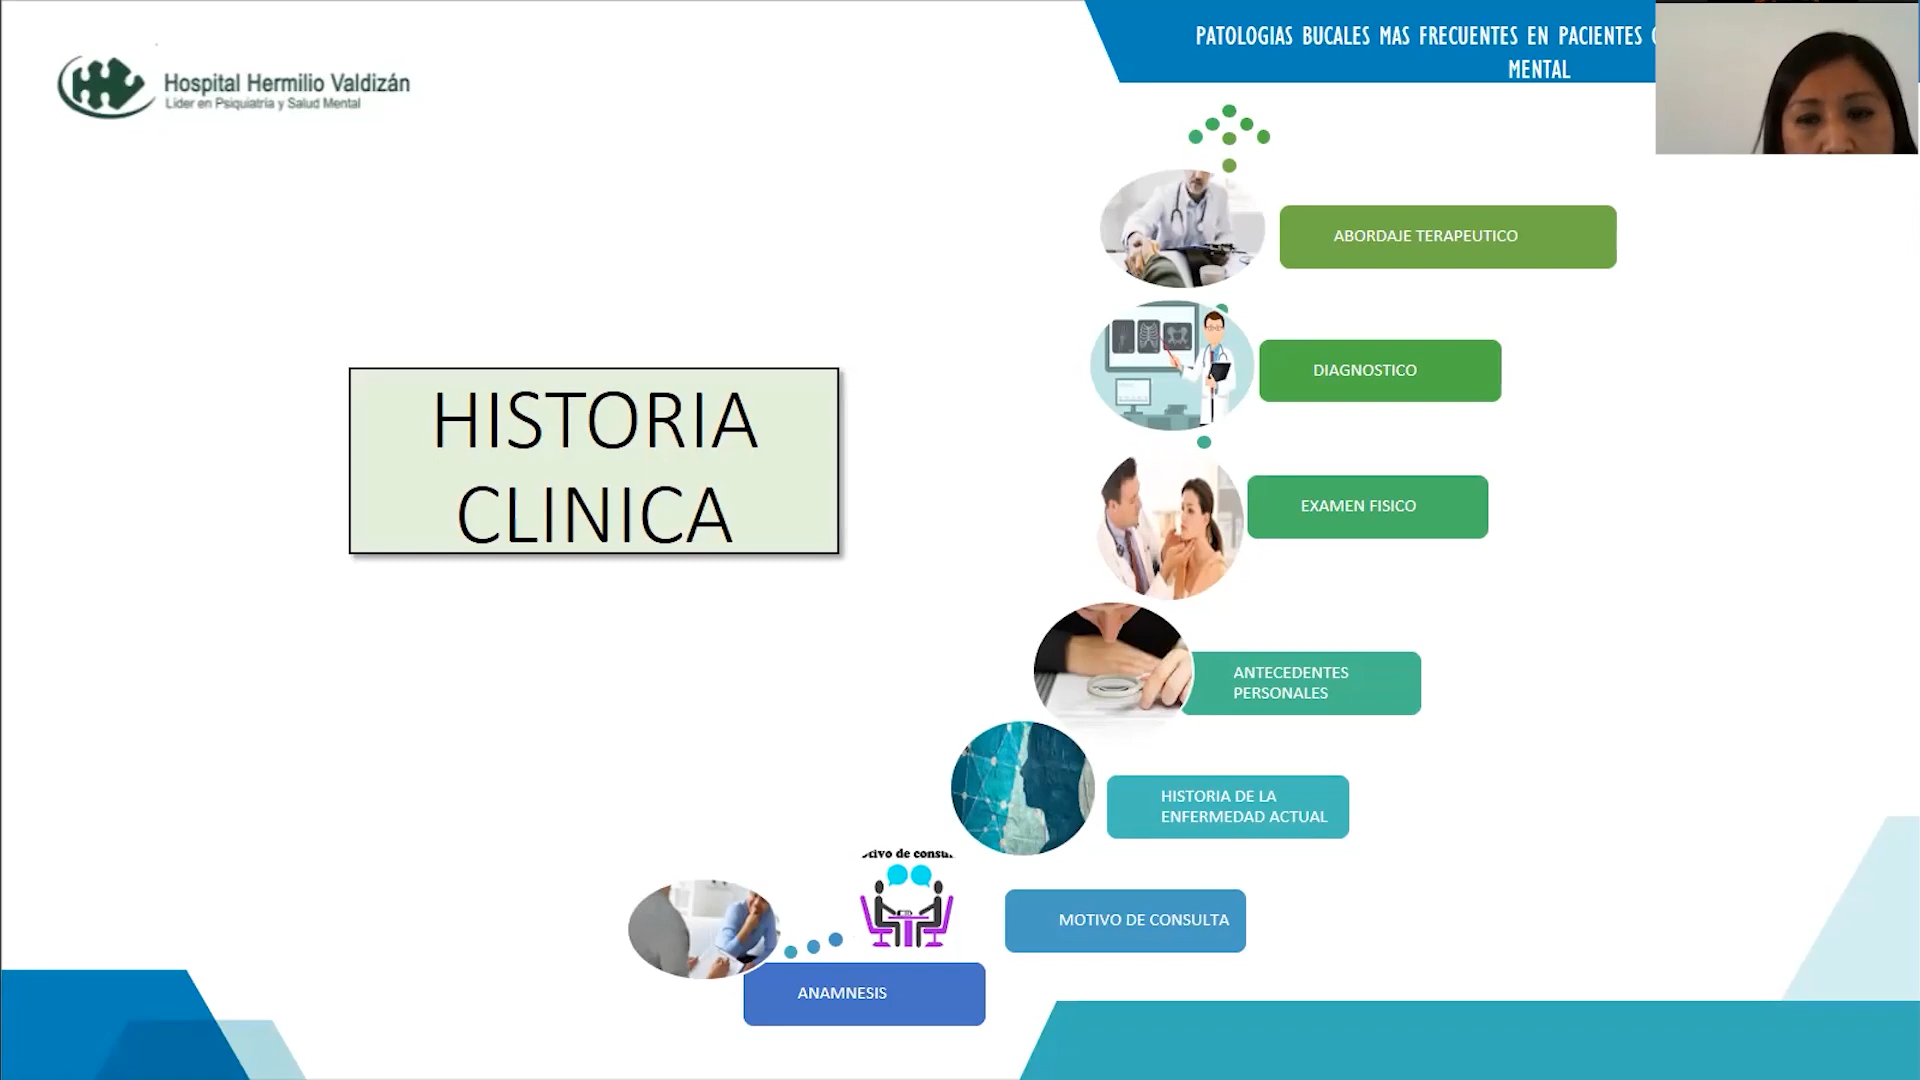 Hospital Hermilio Valdizán
Líder en Psiquiatría y Salud Mental
PATOLOGIAS BUCALES MAS FRECUENTES EN PACIENTES
MENTAL
ABORDAJE TERAPEUTICO
DIAGNOSTICO
HISTORIA
CLINICA
EXAMEN FISICO
ANTECEDENTES
PERSONALES
HISTORIA DE LA
ENFERMEDAD ACTUAL
de
MOTIVO DE CONSULTA
ANAMNESIS